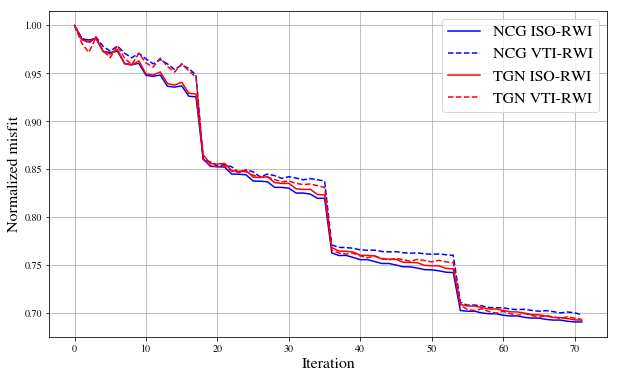 NCG ISO-RWI
NCG VTI-RWI
TGN ISO-RWI
TGN VTI-RWI
Normalized misfit
1.00
0.95
0.90
0.85
0.80
0.75
0.70
0
10
20
30
40
50
60
70
Iteration